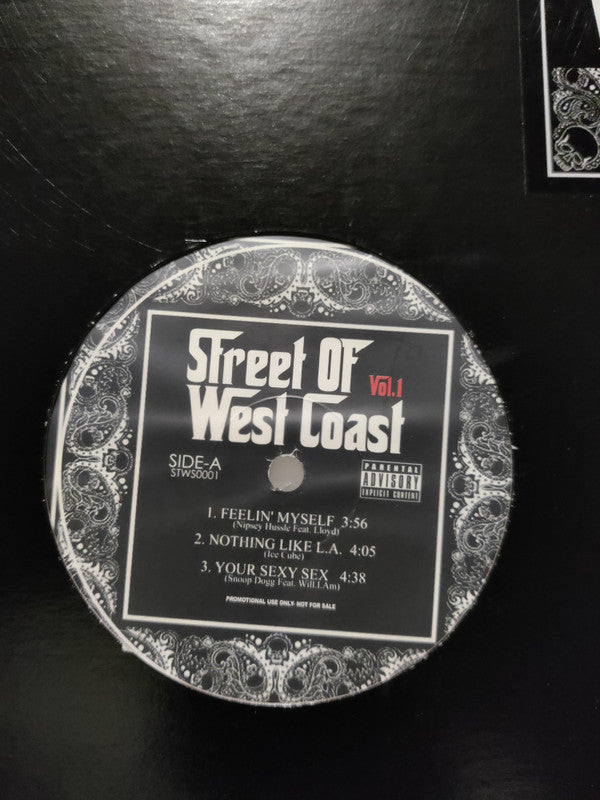 Street Of
Vol.1
West Coast
SIDE-A
STWS0001
PARENTAL
ADVISORY
EXPLICIT CONTENT
1. FEELIN' MYSELF 3:56
(Nipsey Hussle Feat. Lloyd)
2. NOTHING LIKE L.A. 4:05
(Ice Cube)
3. YOUR SEXY SEX 4:38
(Snoop Dogg Feat. Will.I.Am)
PROMOTIONAL USE ONLY- NOT FOR SALE